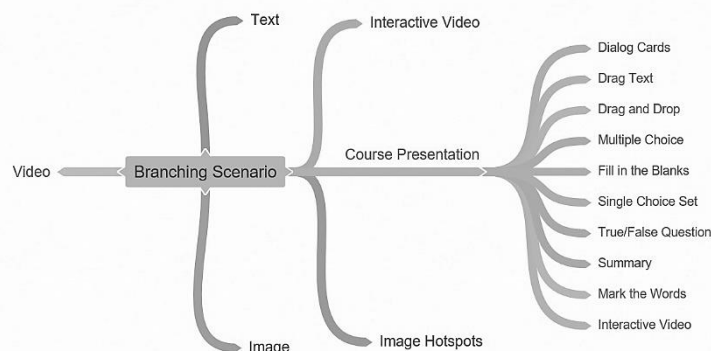 Text
Interactive Video
Video
Branching Scenario
Course Presentation
Dialog Cards
Drag Text
Drag and Drop
Multiple Choice
Fill in the Blanks
Single Choice Set
True/False Question
Summary
Mark the Words
Interactive Video
Image
Image Hotspots